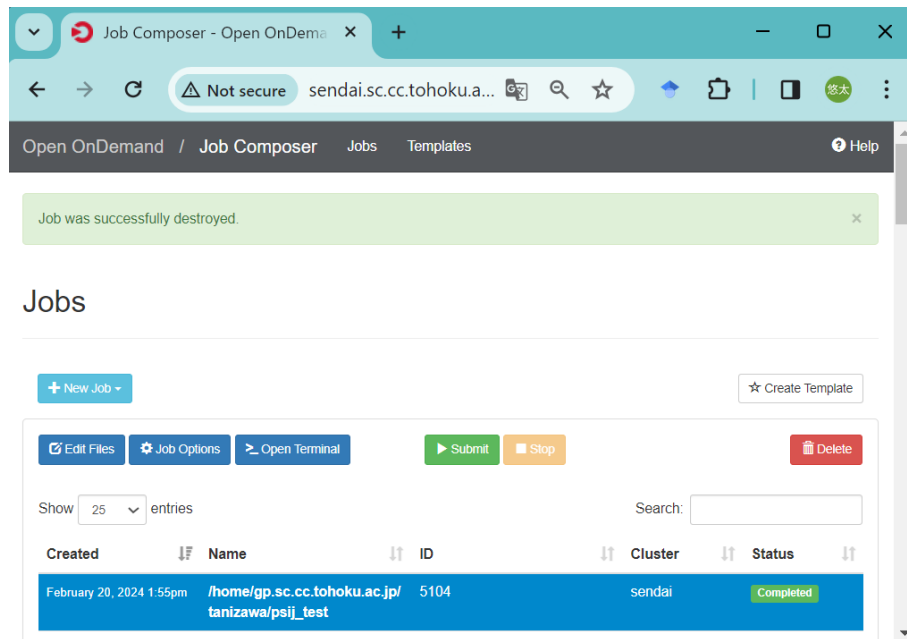 Job Composer - Open OnDema
Not secure sendai.sc.cc.tohoku.a...
悠太
Open OnDemand / Job Composer Jobs Templates Help
Job was successfully destroyed.
Jobs
New Job
Create Template
Edit Files Job Options Open Terminal Submit Stop Delete
Show 25 entries Search:
Created Name ID Cluster Status
February 20, 2024 1:55pm /home/gp.sc.cc.tohoku.ac.jp/ 5104 sendai Completed
tanizawa/psij_test